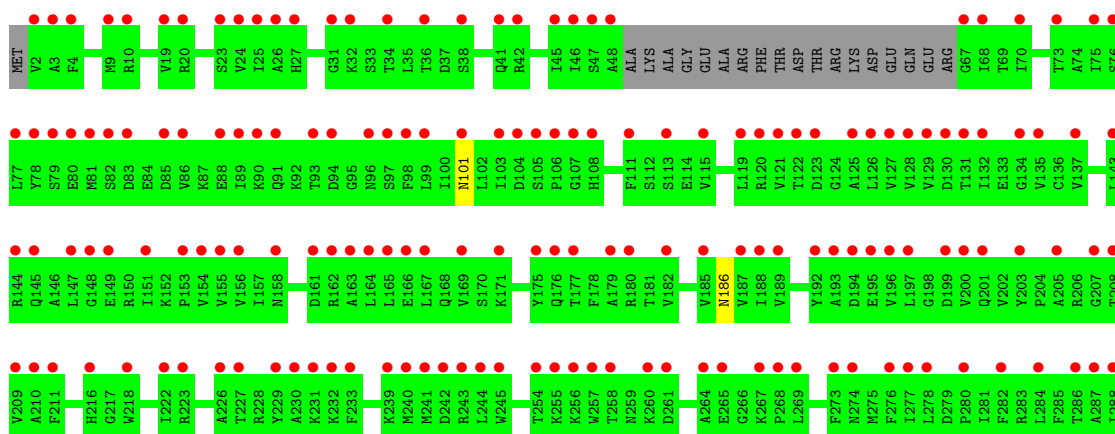 MET V2 A3 F4 M9 R10 V19 R20 S23 V24 I25 A26 H27 G31 K32 S33 T34 L35 T36 D37 S38 Q41 R42 I45 I46 S47 A48 ALA LYS ALA GLY GLU ALA ARG PHE THR ASP THR ARG LYS ASP GLU GLN GLU ARG G67 I68 T69 I70 T73 A74 I75 S76
L77 Y78 S79 E80 M81 S82 D83 E84 D85 V86 K87 E88 I89 K90 Q91 K92 T93 D94 G95 N96 S97 F98 L99 I100 N101 L102 I103 D104 S105 P106 G107 H108 F111 S112 S113 E114 V115 L119 R120 V121 T122 D123 G124 A125 L126 V127 V128 V129 D130 T131 I132 E133 G134 V135 C136 V137 L143
R144 Q145 A146 L147 G148 E149 R150 I151 K152 P153 V154 V155 V156 I157 N158 D161 R162 A163 L164 L165 E166 L167 Q168 V169 S170 K171 Y175 Q176 T177 F178 A179 R180 T181 V182 V185 N186 V187 I188 V189 Y192 A193 D194 E195 V196 L197 G198 D199 V200 Q201 V202 Y203 P204 A205 R206 G207 T208
V209 A210 F211 H216 G217 W218 I222 R223 A226 T227 R228 Y229 A230 K231 K232 F233 K239 M240 M241 D242 R243 L244 W245 T254 K255 K256 W257 T258 N259 K260 D261 A264 E265 G266 K267 P268 L269 F273 N274 M275 F276 I277 L278 D279 P280 I281 F282 R283 L284 F285 T286 A287